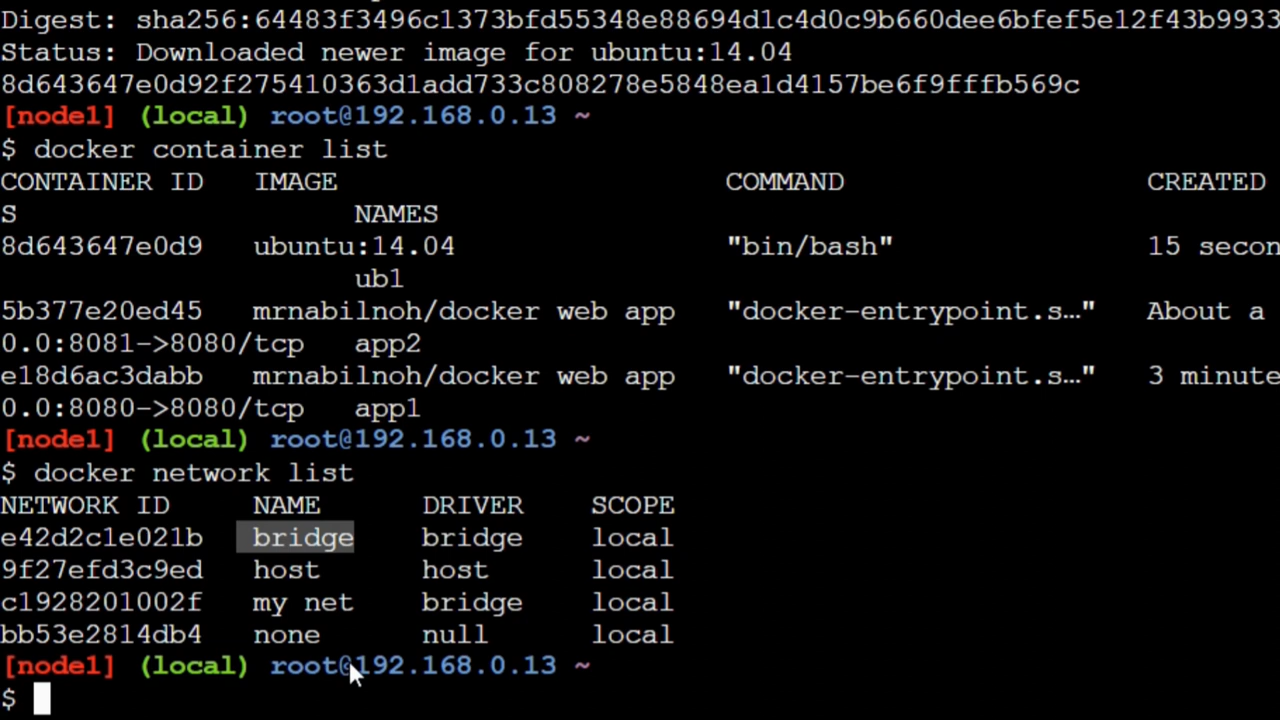 Digest: sha256:64483f3496c1373bfd55348e88694d1c4d0c9b660dee6bfef5e12f43b9933
Status: Downloaded newer image for ubuntu:14.04
8d643647e0d92f275410363d1add733c808278e5848ea1d4157be6f9fffb569c
[node1] (local) root@192.168.0.13 ~
$ docker container list
CONTAINER ID IMAGE COMMAND CREATED
S NAMES
8d643647e0d9 ubuntu:14.04 "bin/bash" 15 secon
ub1
5b377e20ed45 mrnabilnoh/docker web app "docker-entrypoint.s…" About a
0.0:8081->8080/tcp app2
e18d6ac3dabb mrnabilnoh/docker web app "docker-entrypoint.s…" 3 minute
0.0:8080->8080/tcp app1
[node1] (local) root@192.168.0.13 ~
$ docker network list
NETWORK ID NAME DRIVER SCOPE
e42d2c1e021b bridge bridge local
9f27efd3c9ed host host local
c1928201002f my net bridge local
bb53e2814db4 none null local
[node1] (local) root@192.168.0.13 ~
$